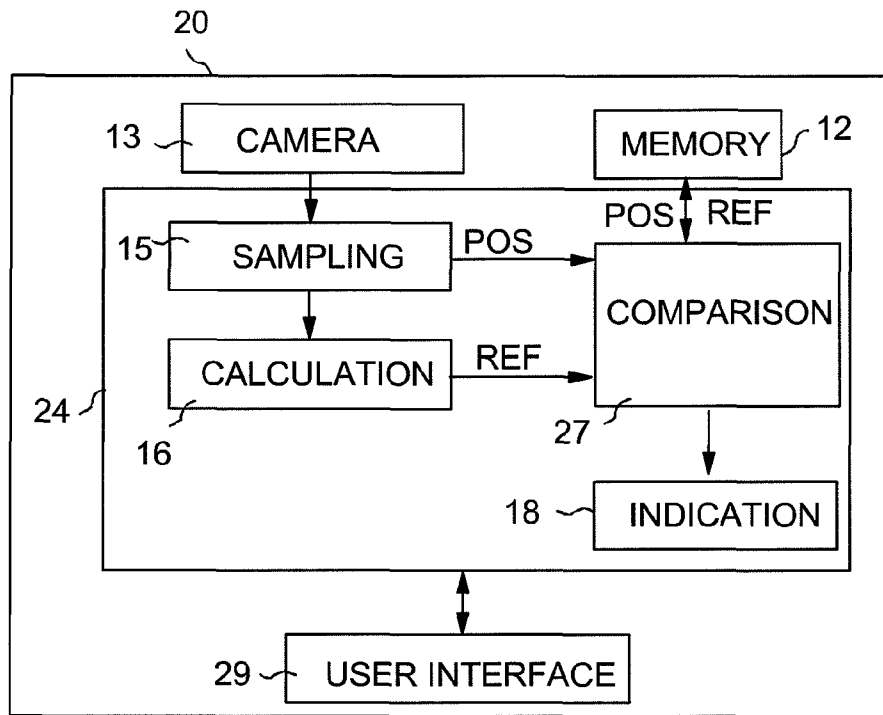 20
13 CAMERA MEMORY 12
POS REF
15 SAMPLING POS
COMPARISON
CALCULATION REF
24 16 27
18 INDICATION
29 USER INTERFACE